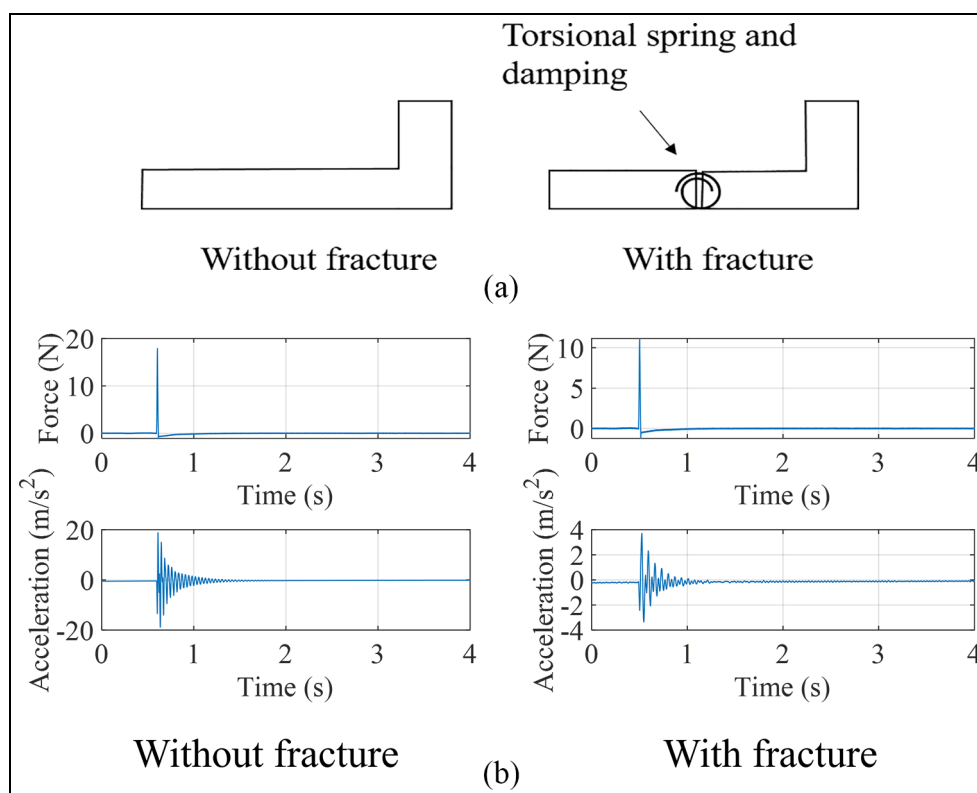 Torsional spring and
damping
Without fracture
With fracture
(a)
Force (N)
20
10
0
0 1 2 3 4
Time (s)
Force (N)
10
5
0
0 1 2 3 4
Time (s)
Acceleration (m/s²)
20
0
-20
0 1 2 3 4
Time (s)
Acceleration (m/s²)
4
2
0
-2
-4
0 1 2 3 4
Time (s)
Without fracture
With fracture
(b)